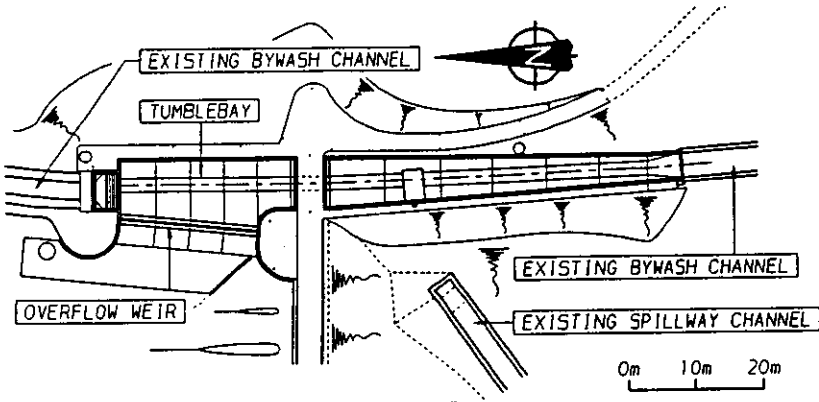 EXISTING BYWASH CHANNEL
N
TUMBLEBAY
EXISTING BYWASH CHANNEL
OVERFLOW WEIR
EXISTING SPILLWAY CHANNEL
0m 10m 20m